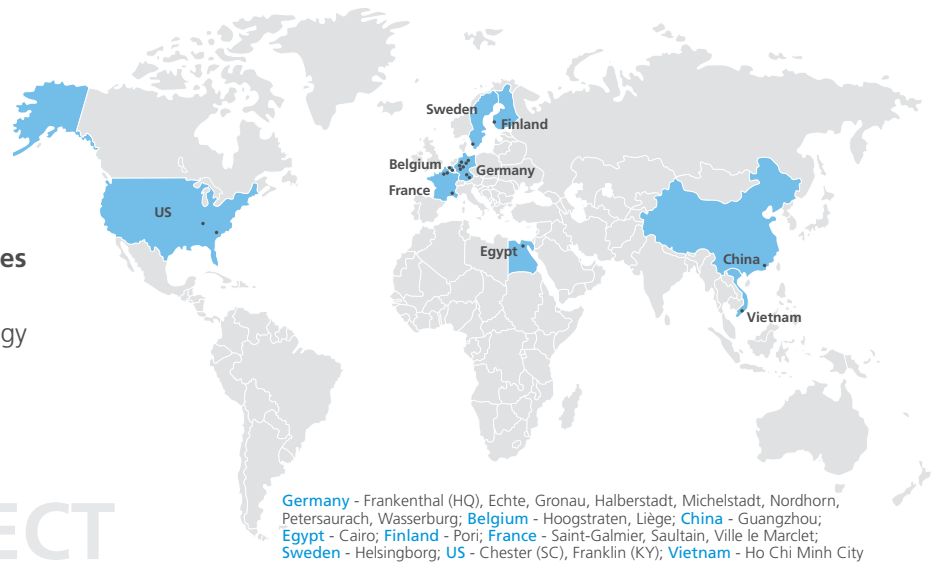 Sweden
Finland
Belgium
Germany
France
US
Egypt
China
Vietnam
es
gy
ECT
Germany - Frankenthal (HQ), Echte, Gronau, Halberstadt, Michelstadt, Nordhorn,
Petersaurach, Wasserburg; Belgium - Hoogstraten, Liège; China - Guangzhou;
Egypt - Cairo; Finland - Pori; France - Saint-Galmier, Saultain, Ville le Marclet;
Sweden - Helsingborg; US - Chester (SC), Franklin (KY); Vietnam - Ho Chi Minh City